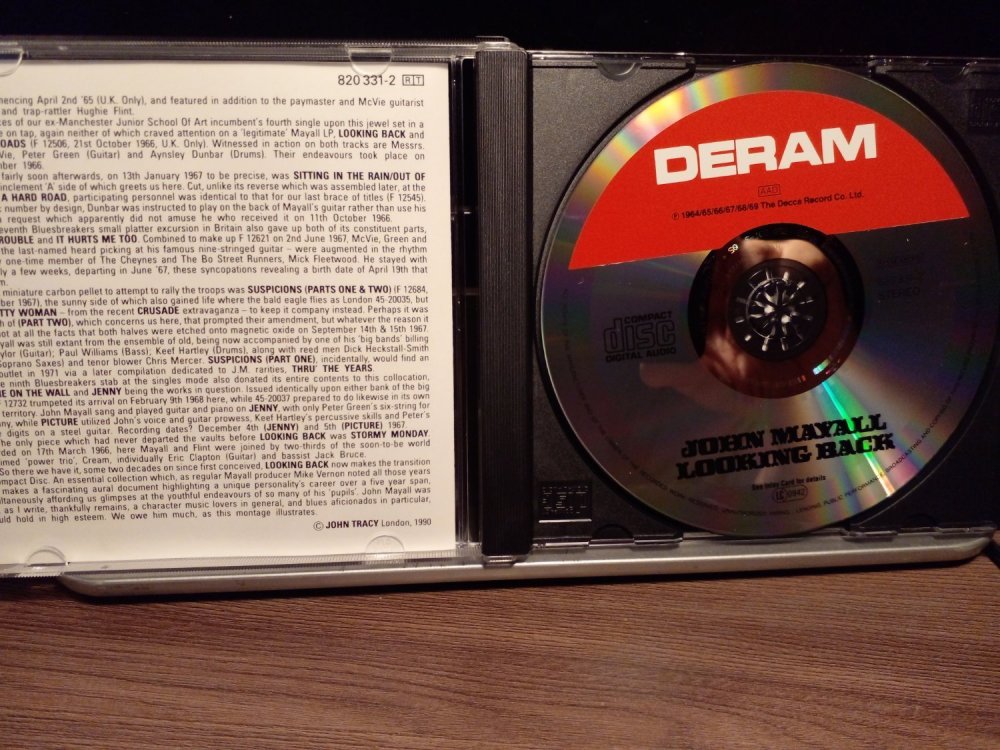 820 331-2 RIT
encing April 2nd '65 (U.K. Only), and featured in addition to the paymaster and McVie guitarist
and trap-rattler Hughie Flint.
ces of our ex-Manchester Junior School Of Art incumbent's fourth single upon this jewel set in a
e on tap, again neither of which craved attention on a 'legitimate' Mayall LP, LOOKING BACK and
OADS (F 12506, 21st October 1966, U.K. Only). Witnessed in action on both tracks are Messrs.
Vie, Peter Green (Guitar) and Aynsley Dunbar (Drums). Their endeavours took place on
mber 1966.
fairly soon afterwards, on 13th January 1967 to be precise, was SITTING IN THE RAIN/OUT OF
inclement 'A' side of which greets us here. Cut, unlike its reverse which was assembled later, at the
A HARD ROAD, participating personnel was identical to that for our last brace of titles (F 12545).
k number by design, Dunbar was instructed to play on the back of Mayall's guitar rather than use his
request which apparently did not amuse he who received it on 11th October 1966.
eventh Bluesbreakers small platter excursion in Britain also gave up both of its constituent parts,
ROUBLE and IT HURTS ME TOO. Combined to make up F 12621 on 2nd June 1967, McVie, Green and
the last-named heard picking at his famous nine-stringed guitar – were augmented in the rhythm
y one-time member of The Cheynes and The Bo Street Runners, Mick Fleetwood. He stayed with
ly a few weeks, departing in June '67, these syncopations revealing a birth date of April 19th that
m.
miniature carbon pellet to attempt to rally the troops was SUSPICIONS (PARTS ONE & TWO) (F 12684,
ber 1967), the sunny side of which also gained life where the bald eagle flies as London 45-20035, but
TTY WOMAN – from the recent CRUSADE extravaganza – to keep it company instead. Perhaps it was
h of (PART TWO), which concerns us here, that prompted their amendment, but whatever the reason it
not at all the facts that both halves were etched onto magnetic oxide on September 14th & 15th 1967.
ayall was still extant from the ensemble of old, being now accompanied by one of his 'big bands' billing
aylor (Guitar); Paul Williams (Bass); Keef Hartley (Drums), along with reed men Dick Heckstall-Smith
Soprano Saxes) and tenor blower Chris Mercer. SUSPICIONS (PART ONE), incidentally, would find an
outlet in 1971 via a later compilation dedicated to J.M. rarities, THRU' THE YEARS.
e ninth Bluesbreakers stab at the singles mode also donated its entire contents to this collocation,
RE ON THE WALL and JENNY being the works in question. Issued identically upon either bank of the big
F 12732 trumpeted its arrival on February 9th 1968 here, while 45-20037 prepared to do likewise in its own
territory. John Mayall sang and played guitar and piano on JENNY, with only Peter Green's six-string for
ny, while PICTURE utilized John's voice and guitar prowess, Keef Hartley's percussive skills and Peter's
e digits on a steel guitar. Recording dates? December 4th (JENNY) and 5th (PICTURE) 1967.
he only piece which had never departed the vaults before LOOKING BACK was STORMY MONDAY.
rded on 17th March 1966, here Mayall and Flint were joined by two-thirds of the soon-to-be world
imed 'power trio', Cream, individually Eric Clapton (Guitar) and bassist Jack Bruce.
So there we have it, some two decades on since first conceived, LOOKING BACK now makes the transition
mpact Disc. An essential collection which, as regular Mayall producer Mike Vernon noted all those years
makes a fascinating aural document highlighting a unique personality's career over a five year span,
ltaneously affording us glimpses at the youthful endeavours of so many of his 'pupils'. John Mayall was
as I write, thankfully remains, a character music lovers in general, and blues aficionados in particular,
uld hold in high esteem. We owe him much, as this montage illustrates.
© JOHN TRACY London, 1990
DERAM
AAD
℗ 1964/65/66/67/68/69 The Decca Record Co. Ltd.
STEREO
COMPACT
disc
DIGITAL AUDIO
JOHN MAYALL
LOOKING BACK
See Inlay Card for details
LC 0942